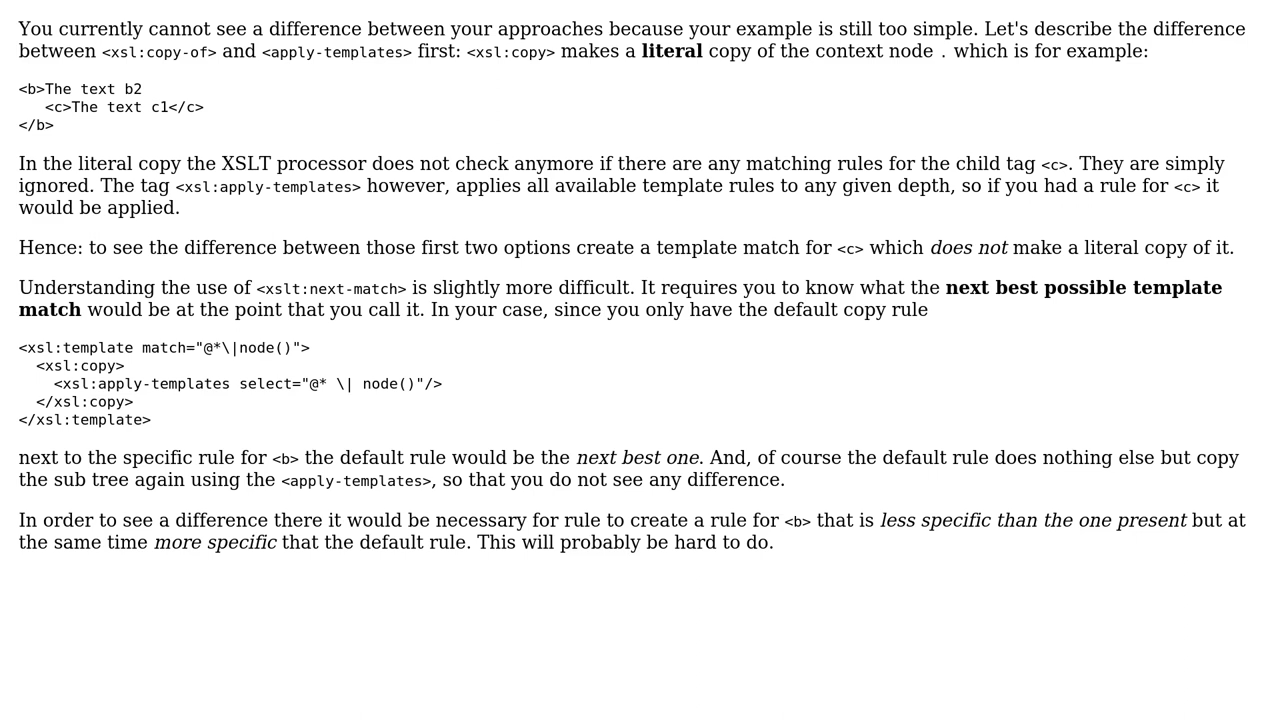 You currently cannot see a difference between your approaches because your example is still too simple. Let's describe the difference
between <xsl:copy-of> and <apply-templates> first: <xsl:copy> makes a literal copy of the context node . which is for example:
<b>The text b2
   <c>The text c1</c>
</b>
In the literal copy the XSLT processor does not check anymore if there are any matching rules for the child tag <c>. They are simply
ignored. The tag <xsl:apply-templates> however, applies all available template rules to any given depth, so if you had a rule for <c> it
would be applied.
Hence: to see the difference between those first two options create a template match for <c> which does not make a literal copy of it.
Understanding the use of <xslt:next-match> is slightly more difficult. It requires you to know what the next best possible template
match would be at the point that you call it. In your case, since you only have the default copy rule
<xsl:template match="@*\|node()">
  <xsl:copy>
    <xsl:apply-templates select="@* \| node()"/>
  </xsl:copy>
</xsl:template>
next to the specific rule for <b> the default rule would be the next best one. And, of course the default rule does nothing else but copy
the sub tree again using the <apply-templates>, so that you do not see any difference.
In order to see a difference there it would be necessary for rule to create a rule for <b> that is less specific than the one present but at
the same time more specific that the default rule. This will probably be hard to do.